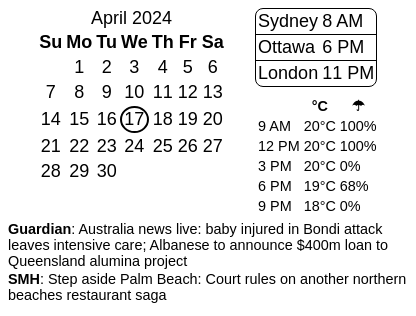 April 2024
Su Mo Tu We Th Fr Sa
1 2 3 4 5 6
7 8 9 10 11 12 13
14 15 16 17 18 19 20
21 22 23 24 25 26 27
28 29 30
Sydney 8 AM
Ottawa 6 PM
London 11 PM
°C ☂
9 AM 20°C 100%
12 PM 20°C 100%
3 PM 20°C 0%
6 PM 19°C 68%
9 PM 18°C 0%
Guardian: Australia news live: baby injured in Bondi attack
leaves intensive care; Albanese to announce $400m loan to
Queensland alumina project
SMH: Step aside Palm Beach: Court rules on another northern
beaches restaurant saga